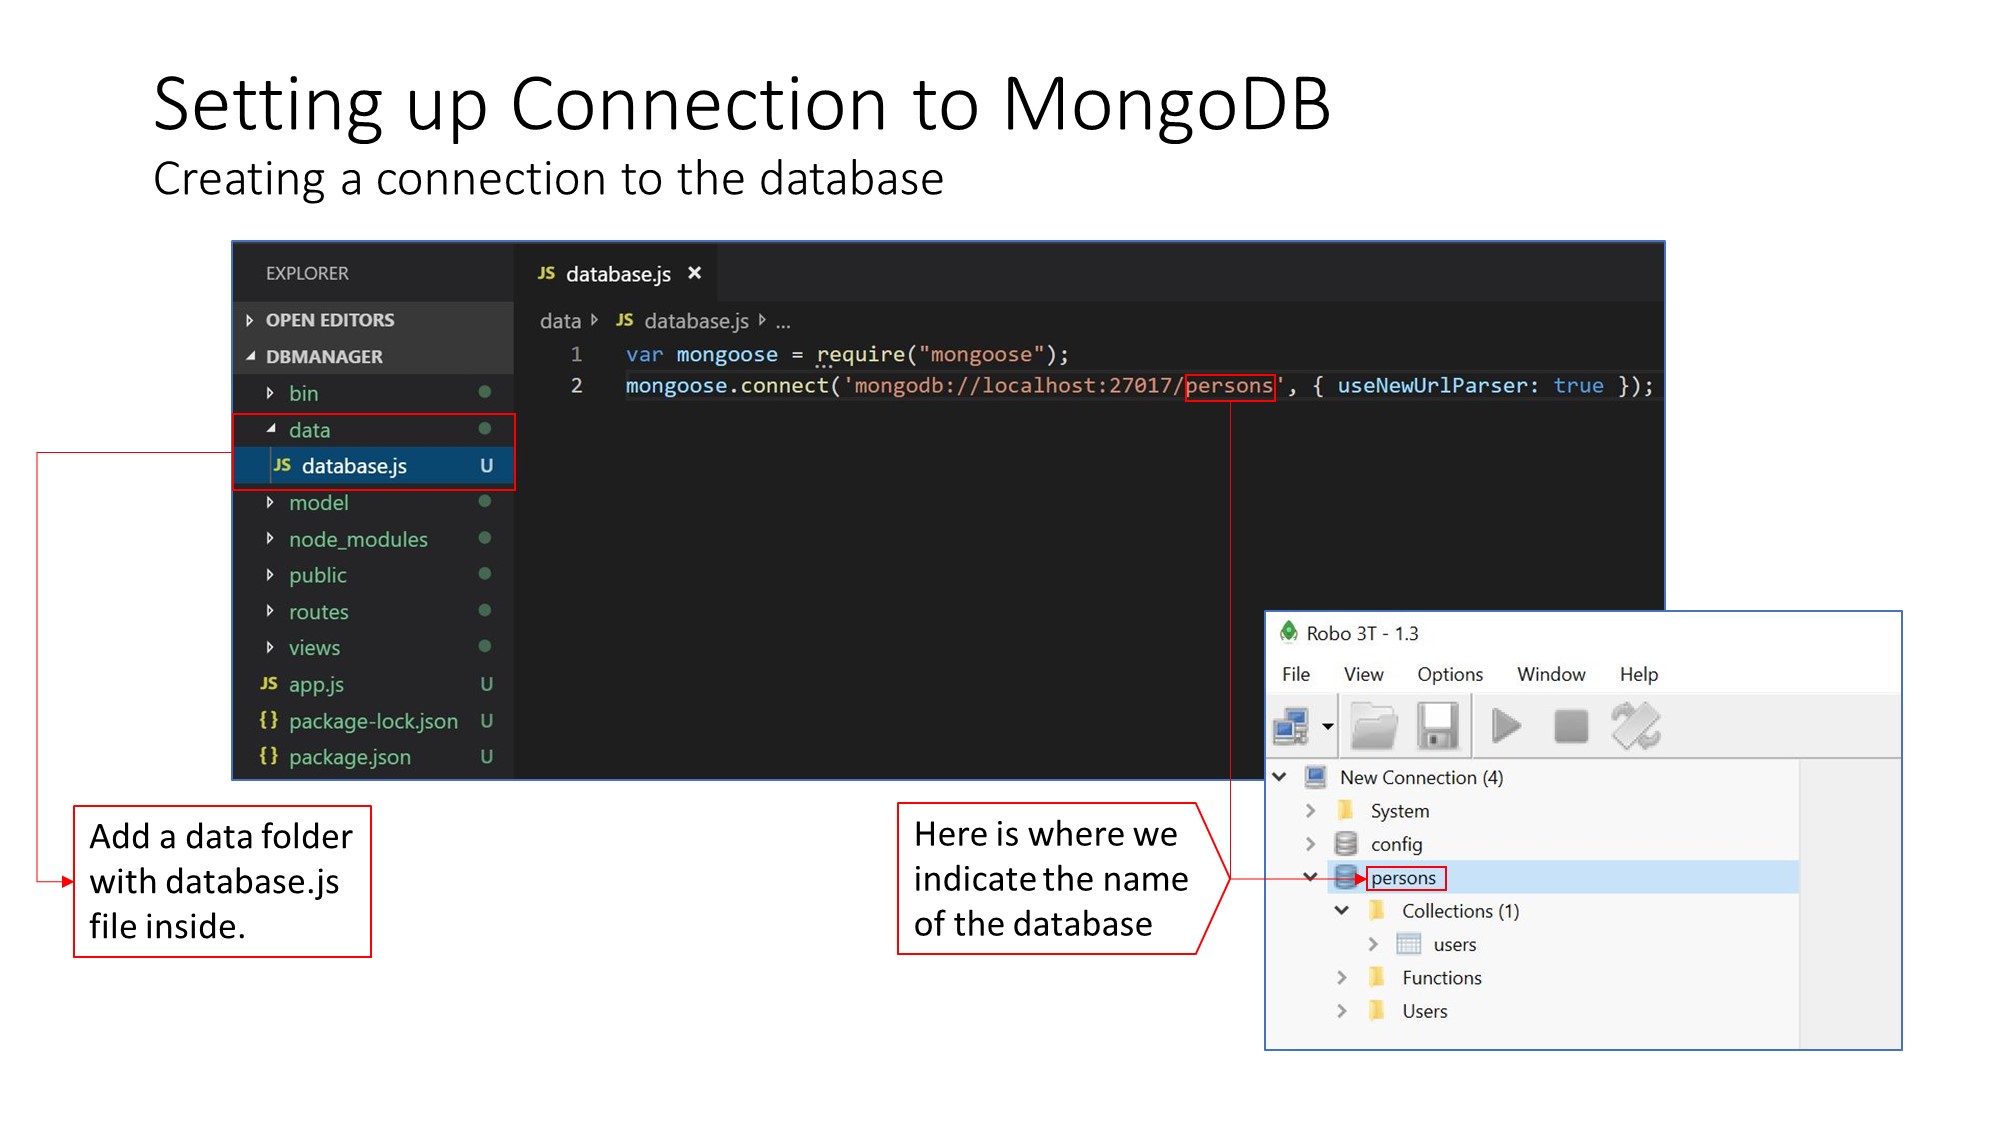 Setting up Connection to MongoDB
Creating a connection to the database
EXPLORER
OPEN EDITORS
DBMANAGER
bin
data
JS database.js U
model
node_modules
public
routes
views
JS app.js U
{} package-lock.json U
{} package.json U
JS database.js ×
data JS database.js ...
1 var mongoose = require("mongoose");
2 mongoose.connect('mongodb://localhost:27017/persons', { useNewUrlParser: true });
Add a data folder
with database.js
file inside.
Here is where we
indicate the name
of the database
Robo 3T - 1.3
File View Options Window Help
New Connection (4)
System
config
persons
Collections (1)
users
Functions
Users